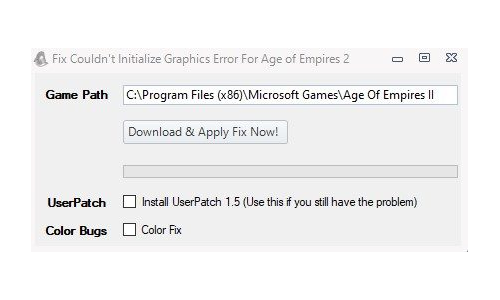 Fix Couldn't Initialize Graphics Error For Age of Empires 2
Game Path C:\Program Files (x86)\Microsoft Games\Age Of Empires II
Download & Apply Fix Now!
UserPatch Install UserPatch 1.5 (Use this if you still have the problem)
Color Bugs Color Fix